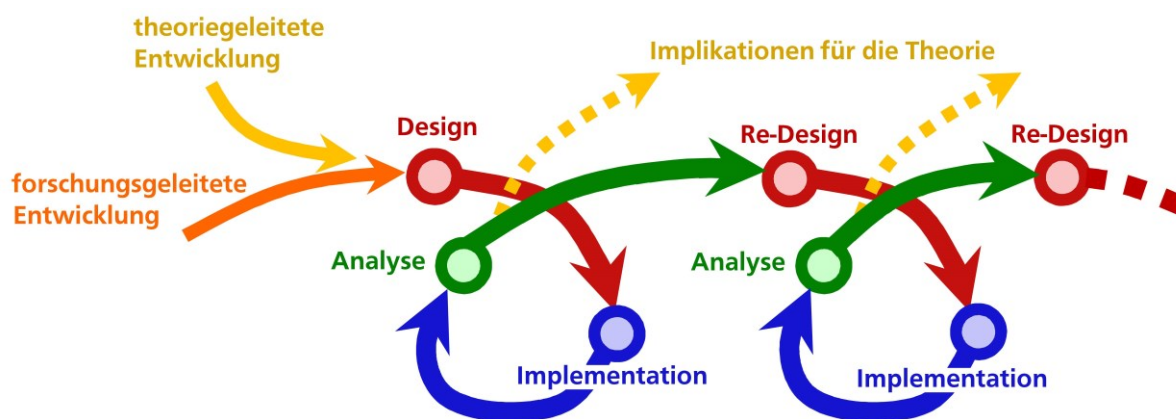 theoriegeleitete
Entwicklung
Implikationen für die Theorie
Design
Re-Design
Re-Design
forschungsgeleitete
Entwicklung
Analyse
Analyse
Implementation
Implementation